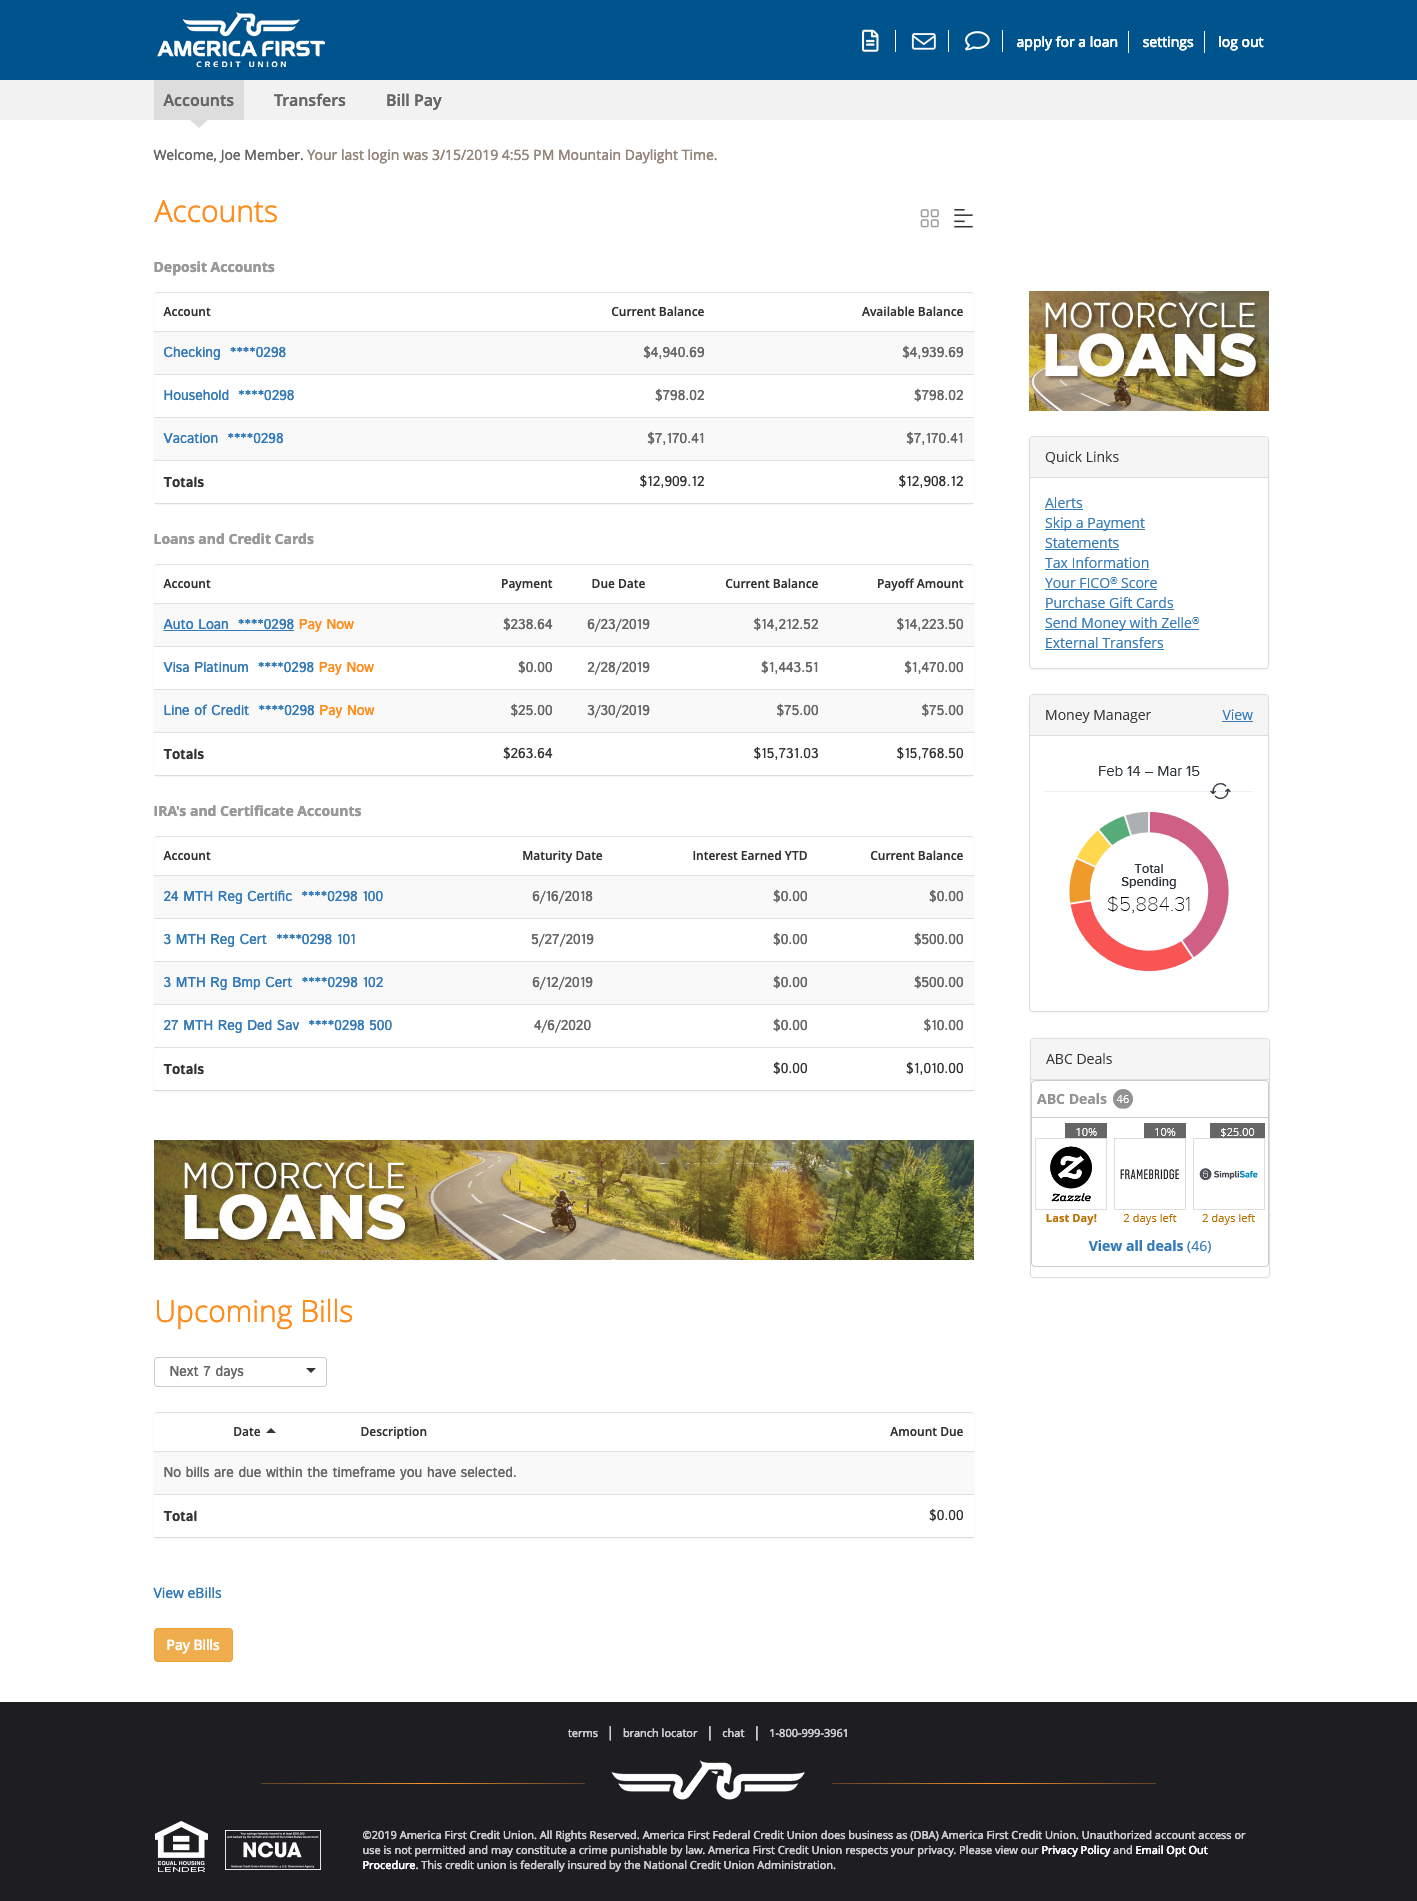 AMERICA FIRST
CREDIT UNION
apply for a loan
settings
log out
Accounts
Transfers
Bill Pay
Welcome, Joe Member. Your last login was 3/15/2019 4:55 PM Mountain Daylight Time.
Accounts
Deposit Accounts
Account Current Balance Available Balance
Checking ****0298 $4,940.69 $4,939.69
Household ****0298 $798.02 $798.02
Vacation ****0298 $7,170.41 $7,170.41
Totals $12,909.12 $12,908.12
Loans and Credit Cards
Account Payment Due Date Current Balance Payoff Amount
Auto Loan ****0298 Pay Now $238.64 6/23/2019 $14,212.52 $14,223.50
Visa Platinum ****0298 Pay Now $0.00 2/28/2019 $1,443.51 $1,470.00
Line of Credit ****0298 Pay Now $25.00 3/30/2019 $75.00 $75.00
Totals $263.64 $15,731.03 $15,768.50
IRA's and Certificate Accounts
Account Maturity Date Interest Earned YTD Current Balance
24 MTH Reg Certific ****0298 100 6/16/2018 $0.00 $0.00
3 MTH Reg Cert ****0298 101 5/27/2019 $0.00 $500.00
3 MTH Rg Bmp Cert ****0298 102 6/12/2019 $0.00 $500.00
27 MTH Reg Ded Sav ****0298 500 4/6/2020 $0.00 $10.00
Totals $0.00 $1,010.00
MOTORCYCLE
LOANS
Upcoming Bills
Next 7 days
Date Description Amount Due
No bills are due within the timeframe you have selected.
Total $0.00
View eBills
Pay Bills
MOTORCYCLE
LOANS
Quick Links
Alerts
Skip a Payment
Statements
Tax Information
Your FICO® Score
Purchase Gift Cards
Send Money with Zelle®
External Transfers
Money Manager View
Feb 14 – Mar 15
Total
Spending
$5,884.31
ABC Deals
ABC Deals 46
10% 10% $25.00
Zazzle FRAMEBRIDGE SimpliSafe
Last Day! 2 days left 2 days left
View all deals (46)
terms
branch locator
chat
1-800-999-3961
EQUAL HOUSING
LENDER
NCUA
©2019 America First Credit Union. All Rights Reserved. America First Federal Credit Union does business as (DBA) America First Credit Union. Unauthorized account access or
use is not permitted and may constitute a crime punishable by law. America First Credit Union respects your privacy. Please view our Privacy Policy and Email Opt Out
Procedure. This credit union is federally insured by the National Credit Union Administration.